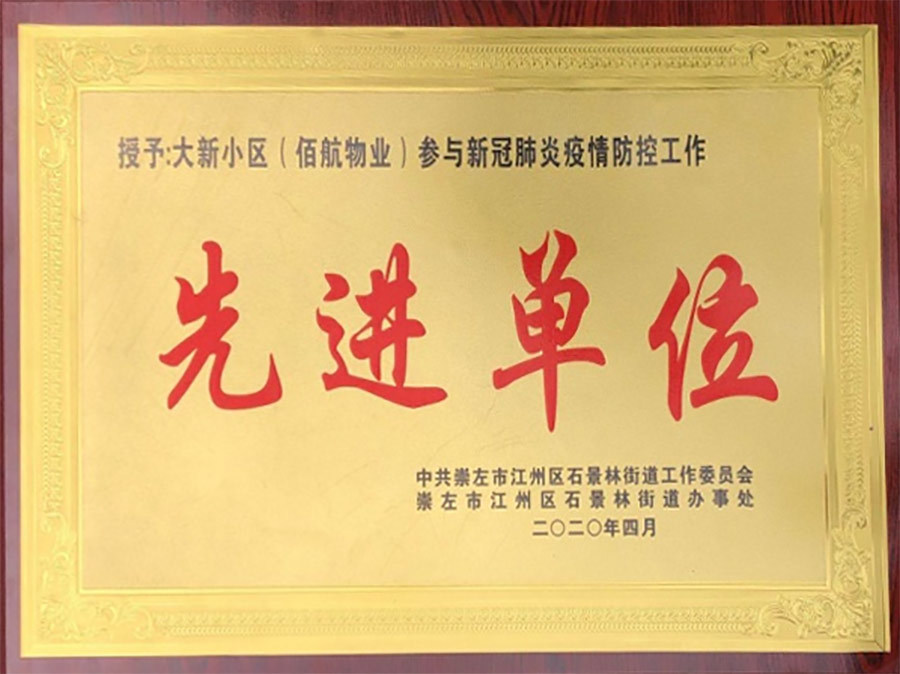 授予:大新小区（佰航物业）参与新冠肺炎疫情防控工作
先进单位
中共崇左市江州区石景林街道工作委员会
崇左市江州区石景林街道办事处
二〇二〇年四月